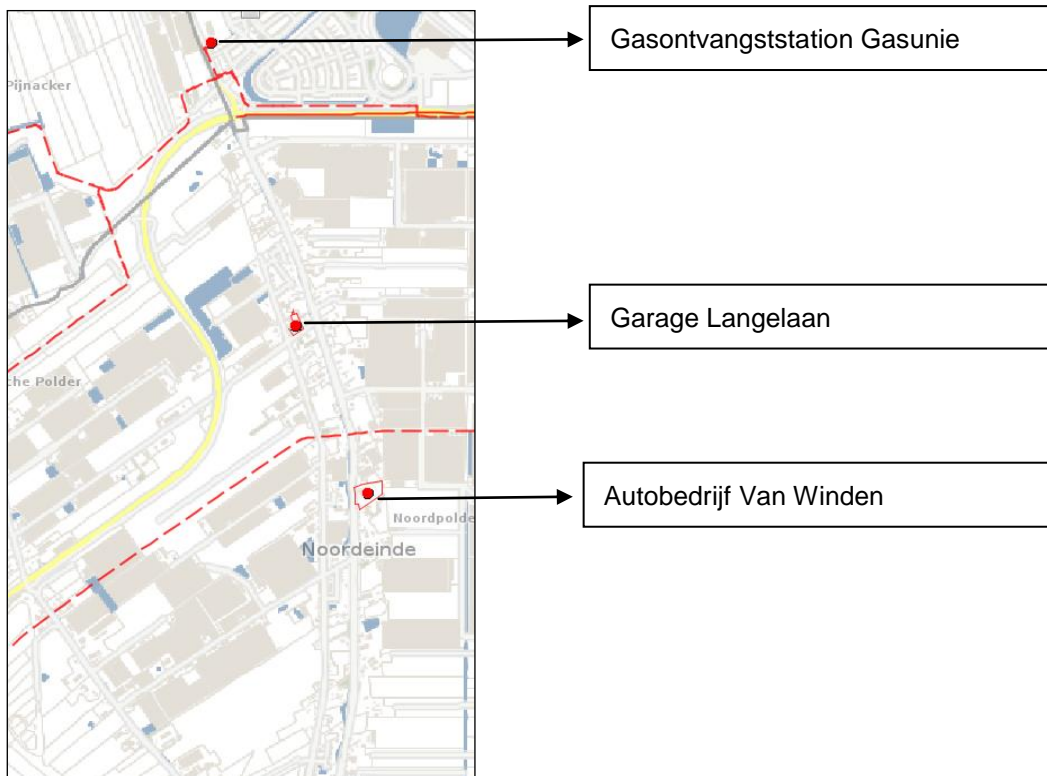 Gasontvangststation Gasunie
Pijnacker
Garage Langelaan
che Polder
Autobedrijf Van Winden
Noordpolde
Noordeinde